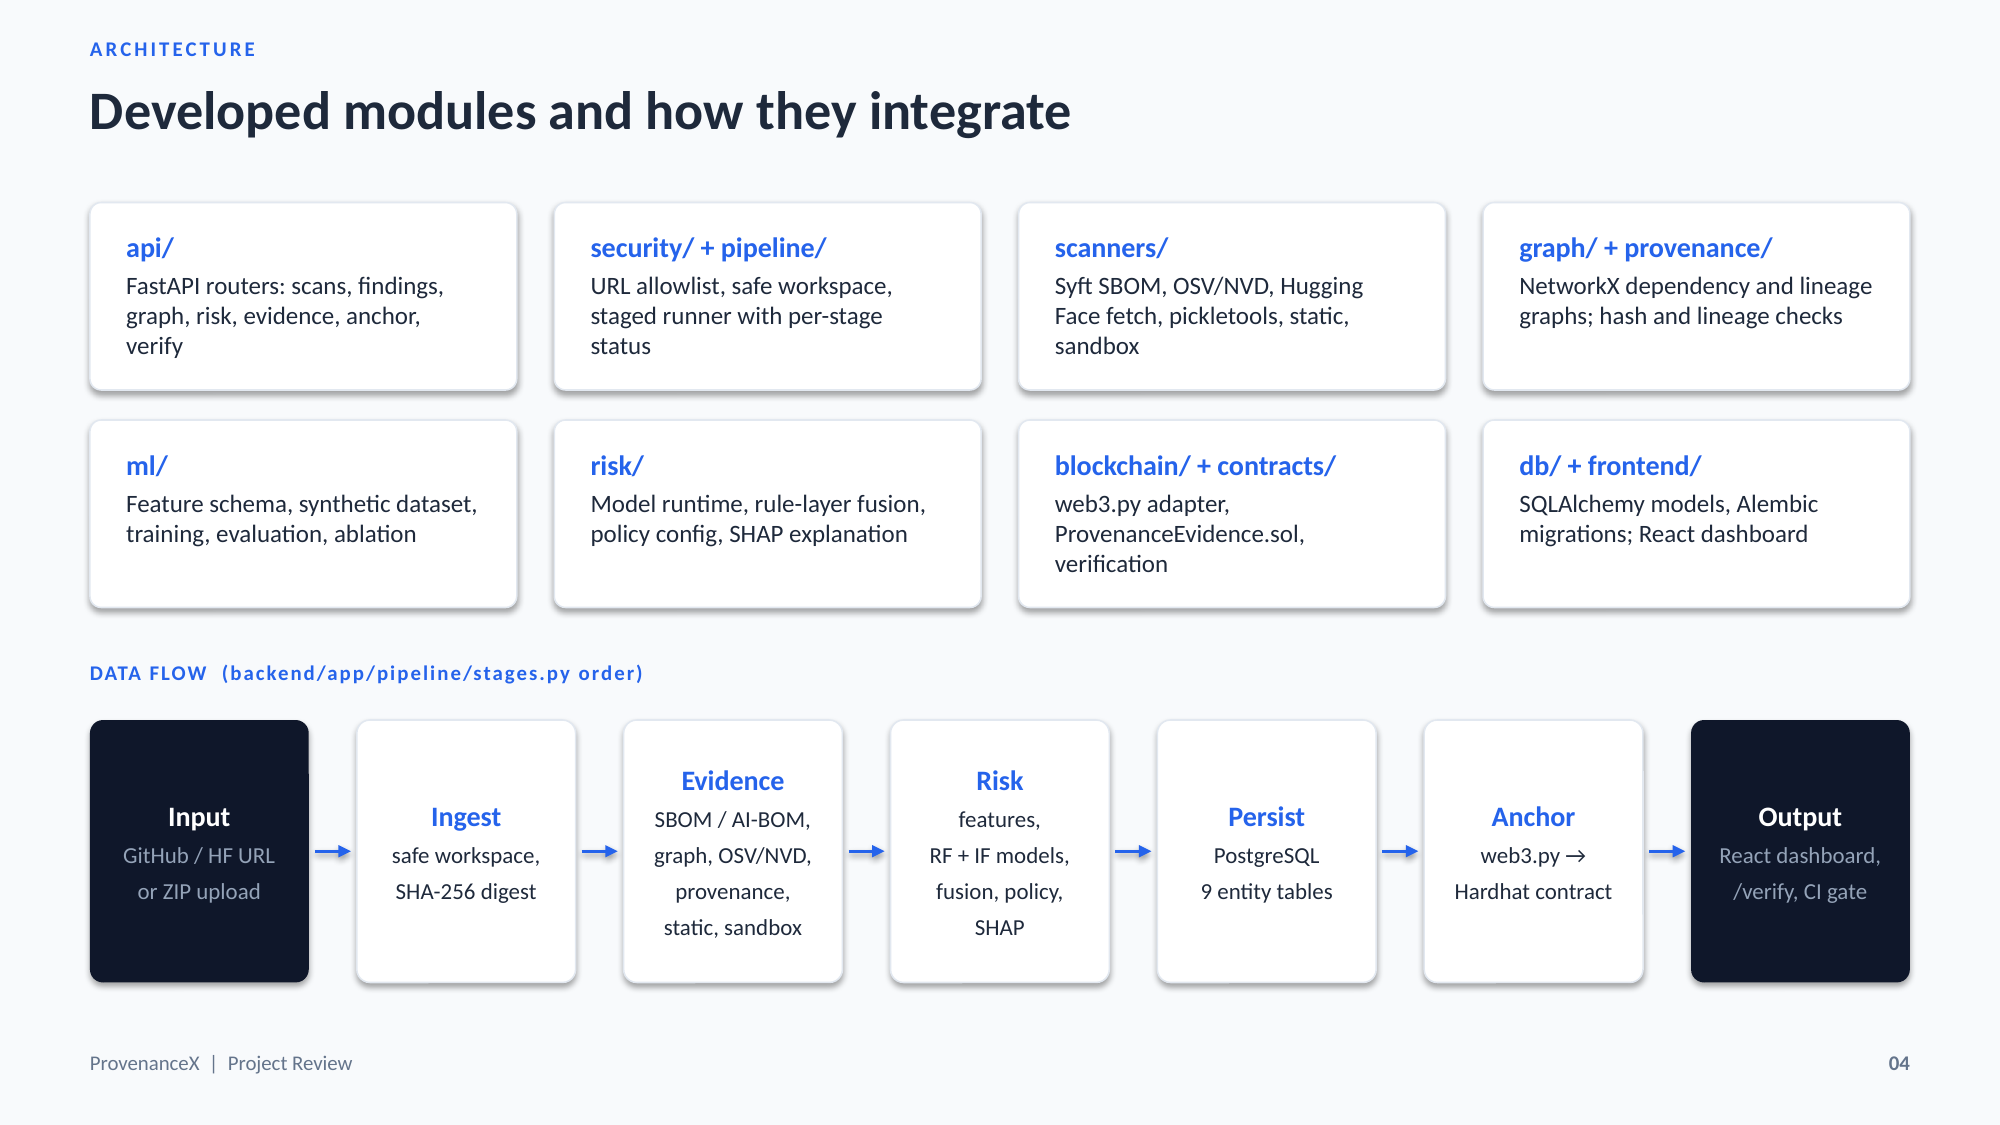 ARCHITECTURE
Developed modules and how they integrate
api/
FastAPI routers: scans, findings,
graph, risk, evidence, anchor,
verify
security/ + pipeline/
URL allowlist, safe workspace,
staged runner with per-stage
status
scanners/
Syft SBOM, OSV/NVD, Hugging
Face fetch, pickletools, static,
sandbox
graph/ + provenance/
NetworkX dependency and lineage
graphs; hash and lineage checks
ml/
Feature schema, synthetic dataset,
training, evaluation, ablation
risk/
Model runtime, rule-layer fusion,
policy config, SHAP explanation
blockchain/ + contracts/
web3.py adapter,
ProvenanceEvidence.sol,
verification
db/ + frontend/
SQLAlchemy models, Alembic
migrations; React dashboard
DATA FLOW (backend/app/pipeline/stages.py order)
Input
GitHub / HF URL
or ZIP upload
Ingest
safe workspace,
SHA-256 digest
Evidence
SBOM / AI-BOM,
graph, OSV/NVD,
provenance,
static, sandbox
Risk
features,
RF + IF models,
fusion, policy,
SHAP
Persist
PostgreSQL
9 entity tables
Anchor
web3.py →
Hardhat contract
Output
React dashboard,
/verify, CI gate
ProvenanceX | Project Review
04